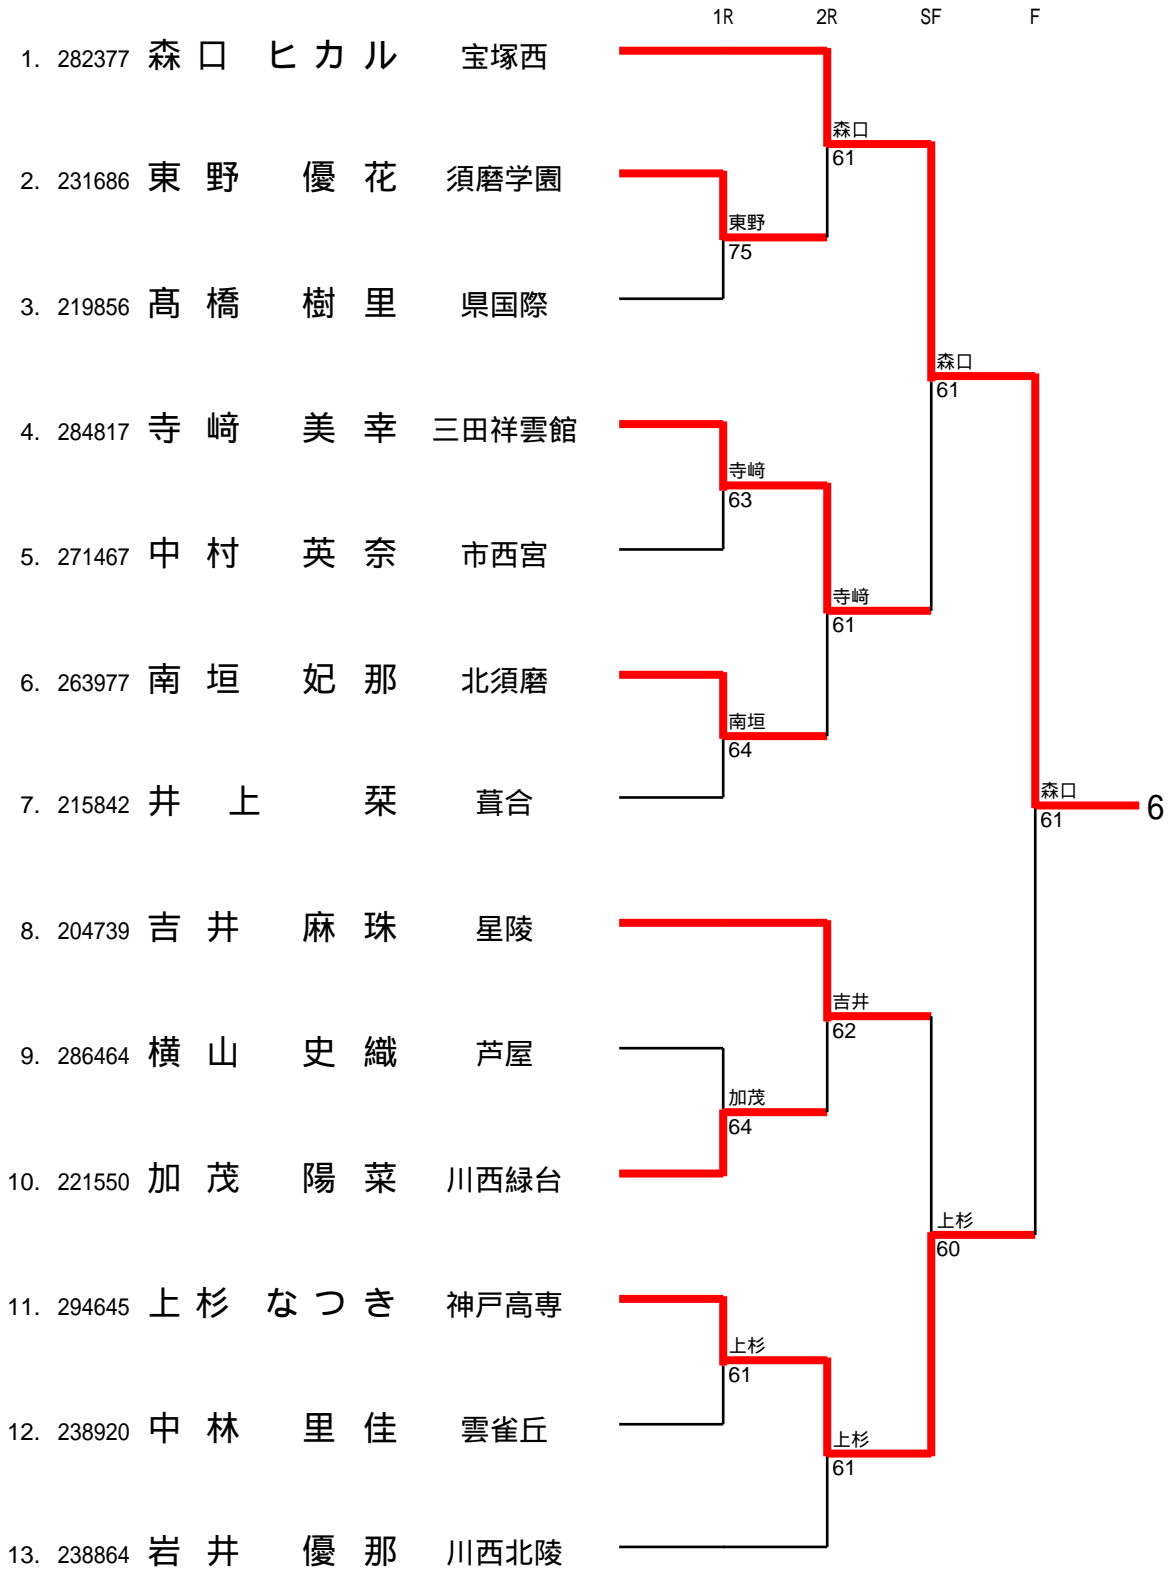 1R 2R SF F
1. 282377 森口 ヒカル 宝塚西
森口
61
2. 231686 東野 優花 須磨学園
東野
75
3. 219856 髙橋 樹里 県国際
森口
61
4. 284817 寺﨑 美幸 三田祥雲館
寺﨑
63
5. 271467 中村 英奈 市西宮
寺﨑
61
6. 263977 南垣 妃那 北須磨
南垣
64
7. 215842 井上 栞 葺合
森口
61
6
8. 204739 吉井 麻珠 星陵
吉井
62
9. 286464 横山 史織 芦屋
加茂
64
10. 221550 加茂 陽菜 川西緑台
上杉
60
11. 294645 上杉 なつき 神戸高専
上杉
61
12. 238920 中林 里佳 雲雀丘
上杉
61
13. 238864 岩井 優那 川西北陵